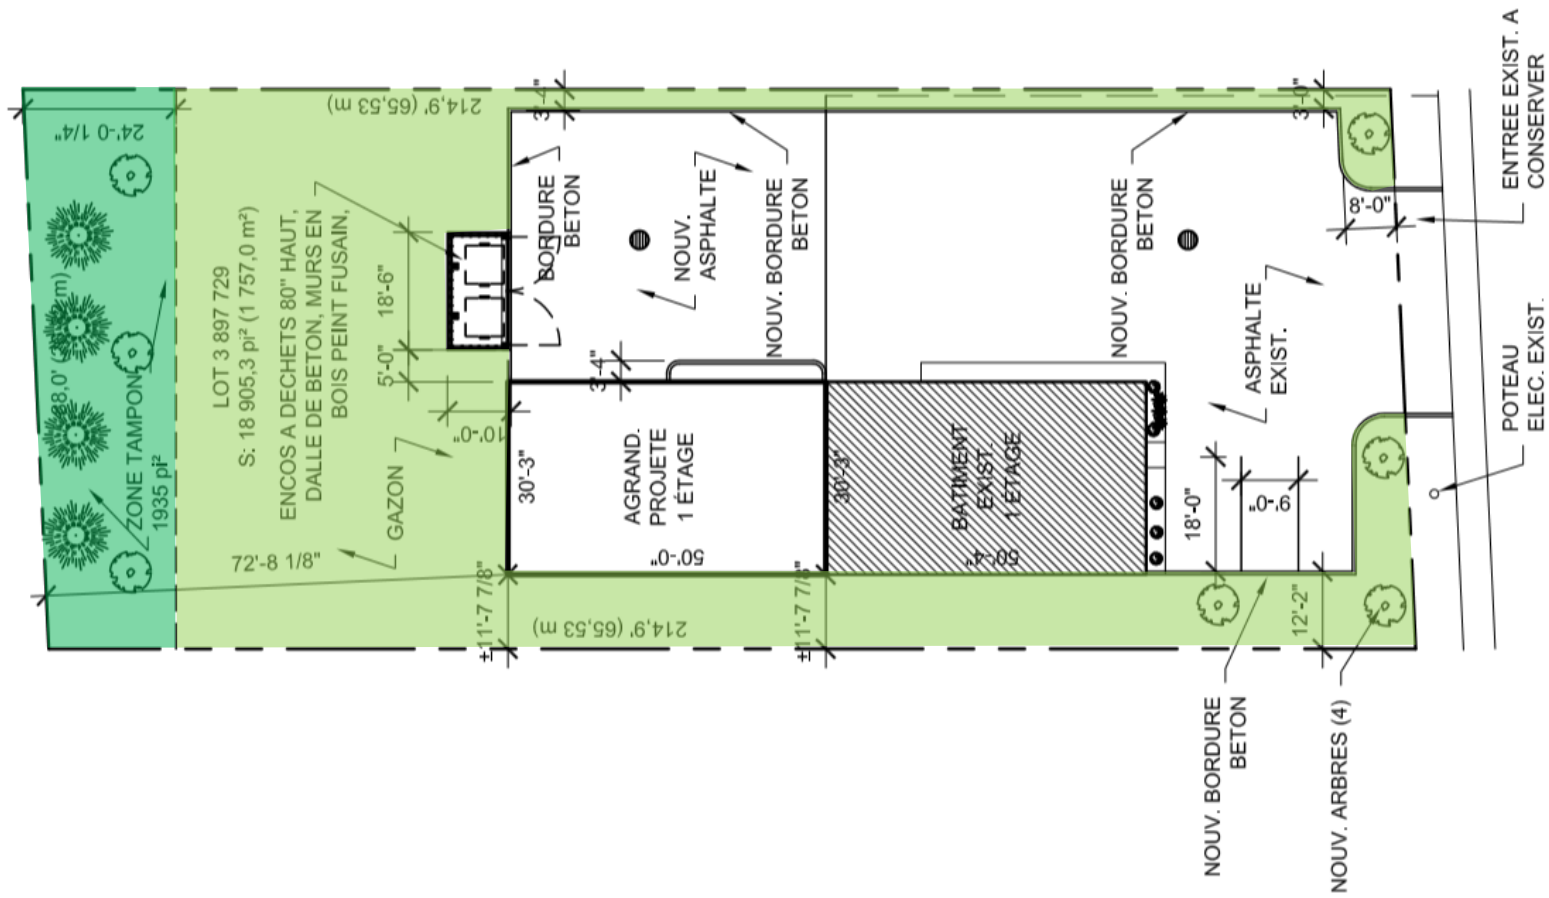 24'-0 1/4"
ZONE TAMPON
1935 pi²
214,9' (65,53 m)
LOT 3 897 729
S: 18 905,3 pi² (1 757,0 m²)
ENCOS A DECHETS 80" HAUT,
DALLE DE BETON, MURS EN
BOIS PEINT FUSAIN,
18'-6"
5'-0"
10'-0"
GAZON
72'-8 1/8"
3'-4"
BORDURE
BETON
NOUV.
ASPHALTE
NOUV. BORDURE
BETON
3'-4"
30'-3"
AGRAND.
PROJETE
1 ÉTAGE
50'-0"
±11'-7 7/8"
214,9' (65,53 m)
±11'-7 7/8"
30'-3"
BATIMENT
EXIST.
1 ÉTAGE
50'-4"
NOUV. BORDURE
BETON
3'-0"
8'-0"
ASPHALTE
EXIST.
18'-0"
9'-0"
12'-2"
ENTREE EXIST. A
CONSERVER
POTEAU
ELEC. EXIST.
NOUV. BORDURE
BETON
NOUV. ARBRES (4)